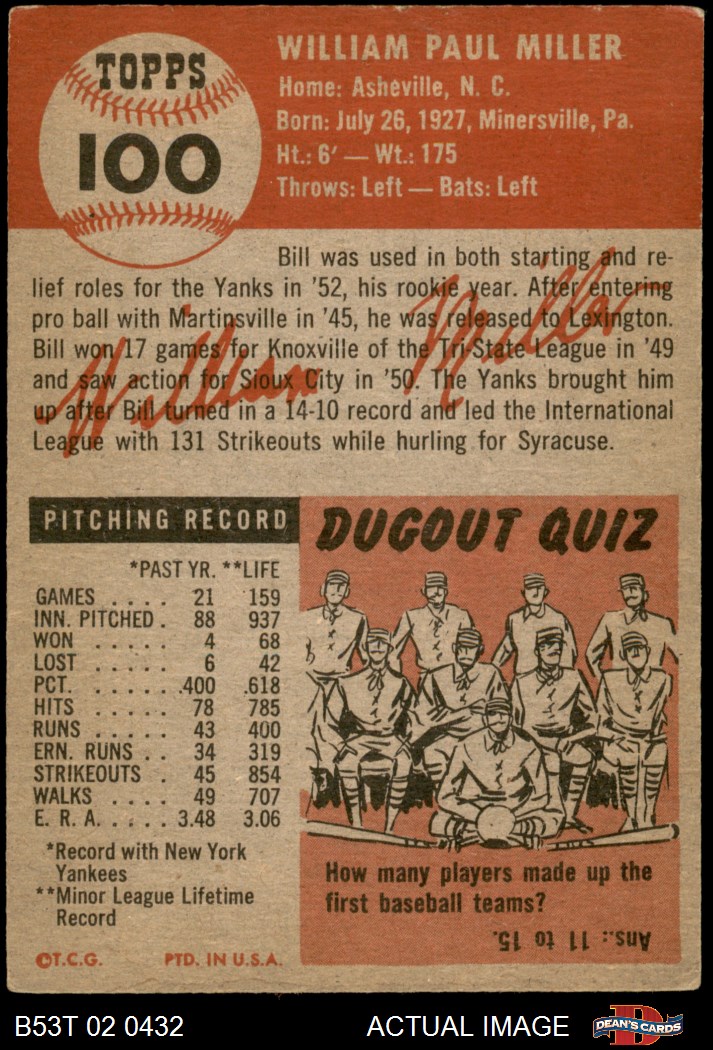 TOPPS
100
WILLIAM PAUL MILLER
Home: Asheville, N. C.
Born: July 26, 1927, Minersville, Pa.
Ht.: 6′ — Wt.: 175
Throws: Left — Bats: Left
Bill was used in both starting and re-
lief roles for the Yanks in '52, his rookie year. After entering
pro ball with Martinsville in '45, he was released to Lexington.
Bill won 17 games for Knoxville of the Tri-State League in '49
and saw action for Sioux City in '50. The Yanks brought him
up after Bill turned in a 14-10 record and led the International
League with 131 Strikeouts while hurling for Syracuse.
William Miller
PITCHING RECORD
*PAST YR. **LIFE
GAMES . . . . 21 159
INN. PITCHED . 88 937
WON . . . . . 4 68
LOST . . . . . 6 42
PCT. . . . . . . .400 .618
HITS . . . . . 78 785
RUNS . . . . . 43 400
ERN. RUNS . . 34 319
STRIKEOUTS . 45 854
WALKS . . . . 49 707
E. R. A. . . . . . 3.48 3.06
*Record with New York
Yankees
**Minor League Lifetime
Record
©T.C.G. PTD. IN U.S.A.
DUGOUT QUIZ
How many players made up the
first baseball teams?
Ans.: 11 to 15.
B53T 02 0432 ACTUAL IMAGE
D
DEAN'S CARDS